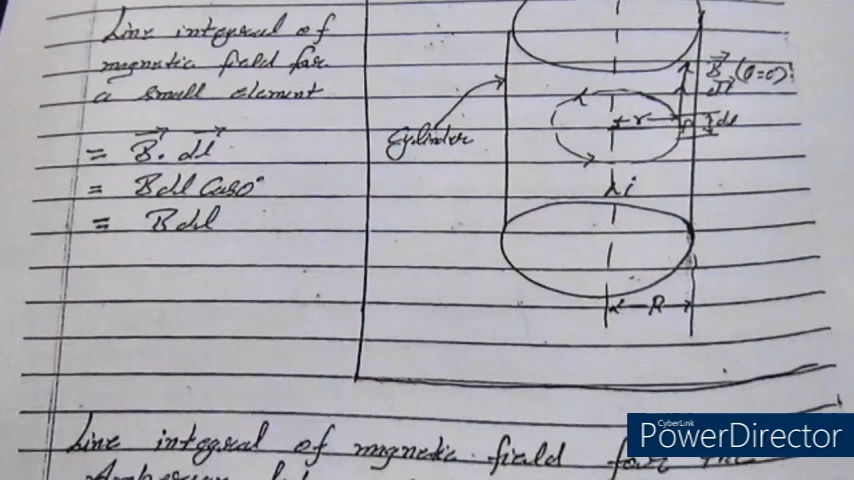 Line integral of
magnetic field for
a small element
= B. dl
= Bdl Cos0°
= Bdl
Cylinder
B (θ=0)
dl
r
P
dl
i
R
Line integral of magnetic field for
CyberLink
PowerDirector